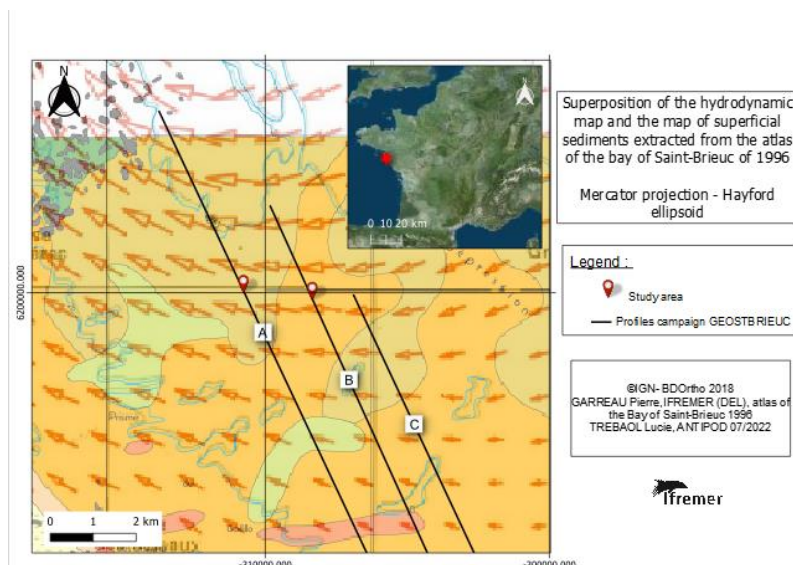 N
Superposition of the hydrodynamic
map and the map of superficial
sediments extracted from the atlas
of the bay of Saint-Brieuc of 1996
Mercator projection - Hayford
ellipsoid
0 10 20 km
Legend :
Study area
Profiles campaign GEOSTBRIEUC
6200000.000
A
B
C
©IGN- BDOrtho 2018
GARREAU Pierre, IFREMER (DEL), atlas of
the Bay of Saint-Brieuc 1996
TREBAOL Lucie, ANTIPOD 07/2022
Ifremer
0 1 2 km
-310000.000
-300000.000